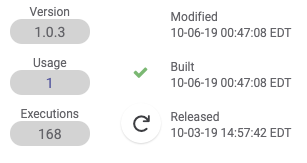 Version
1.0.3
Modified
10-06-19 00:47:08 EDT
Usage
1
Built
10-06-19 00:47:08 EDT
Executions
168
Released
10-03-19 14:57:42 EDT